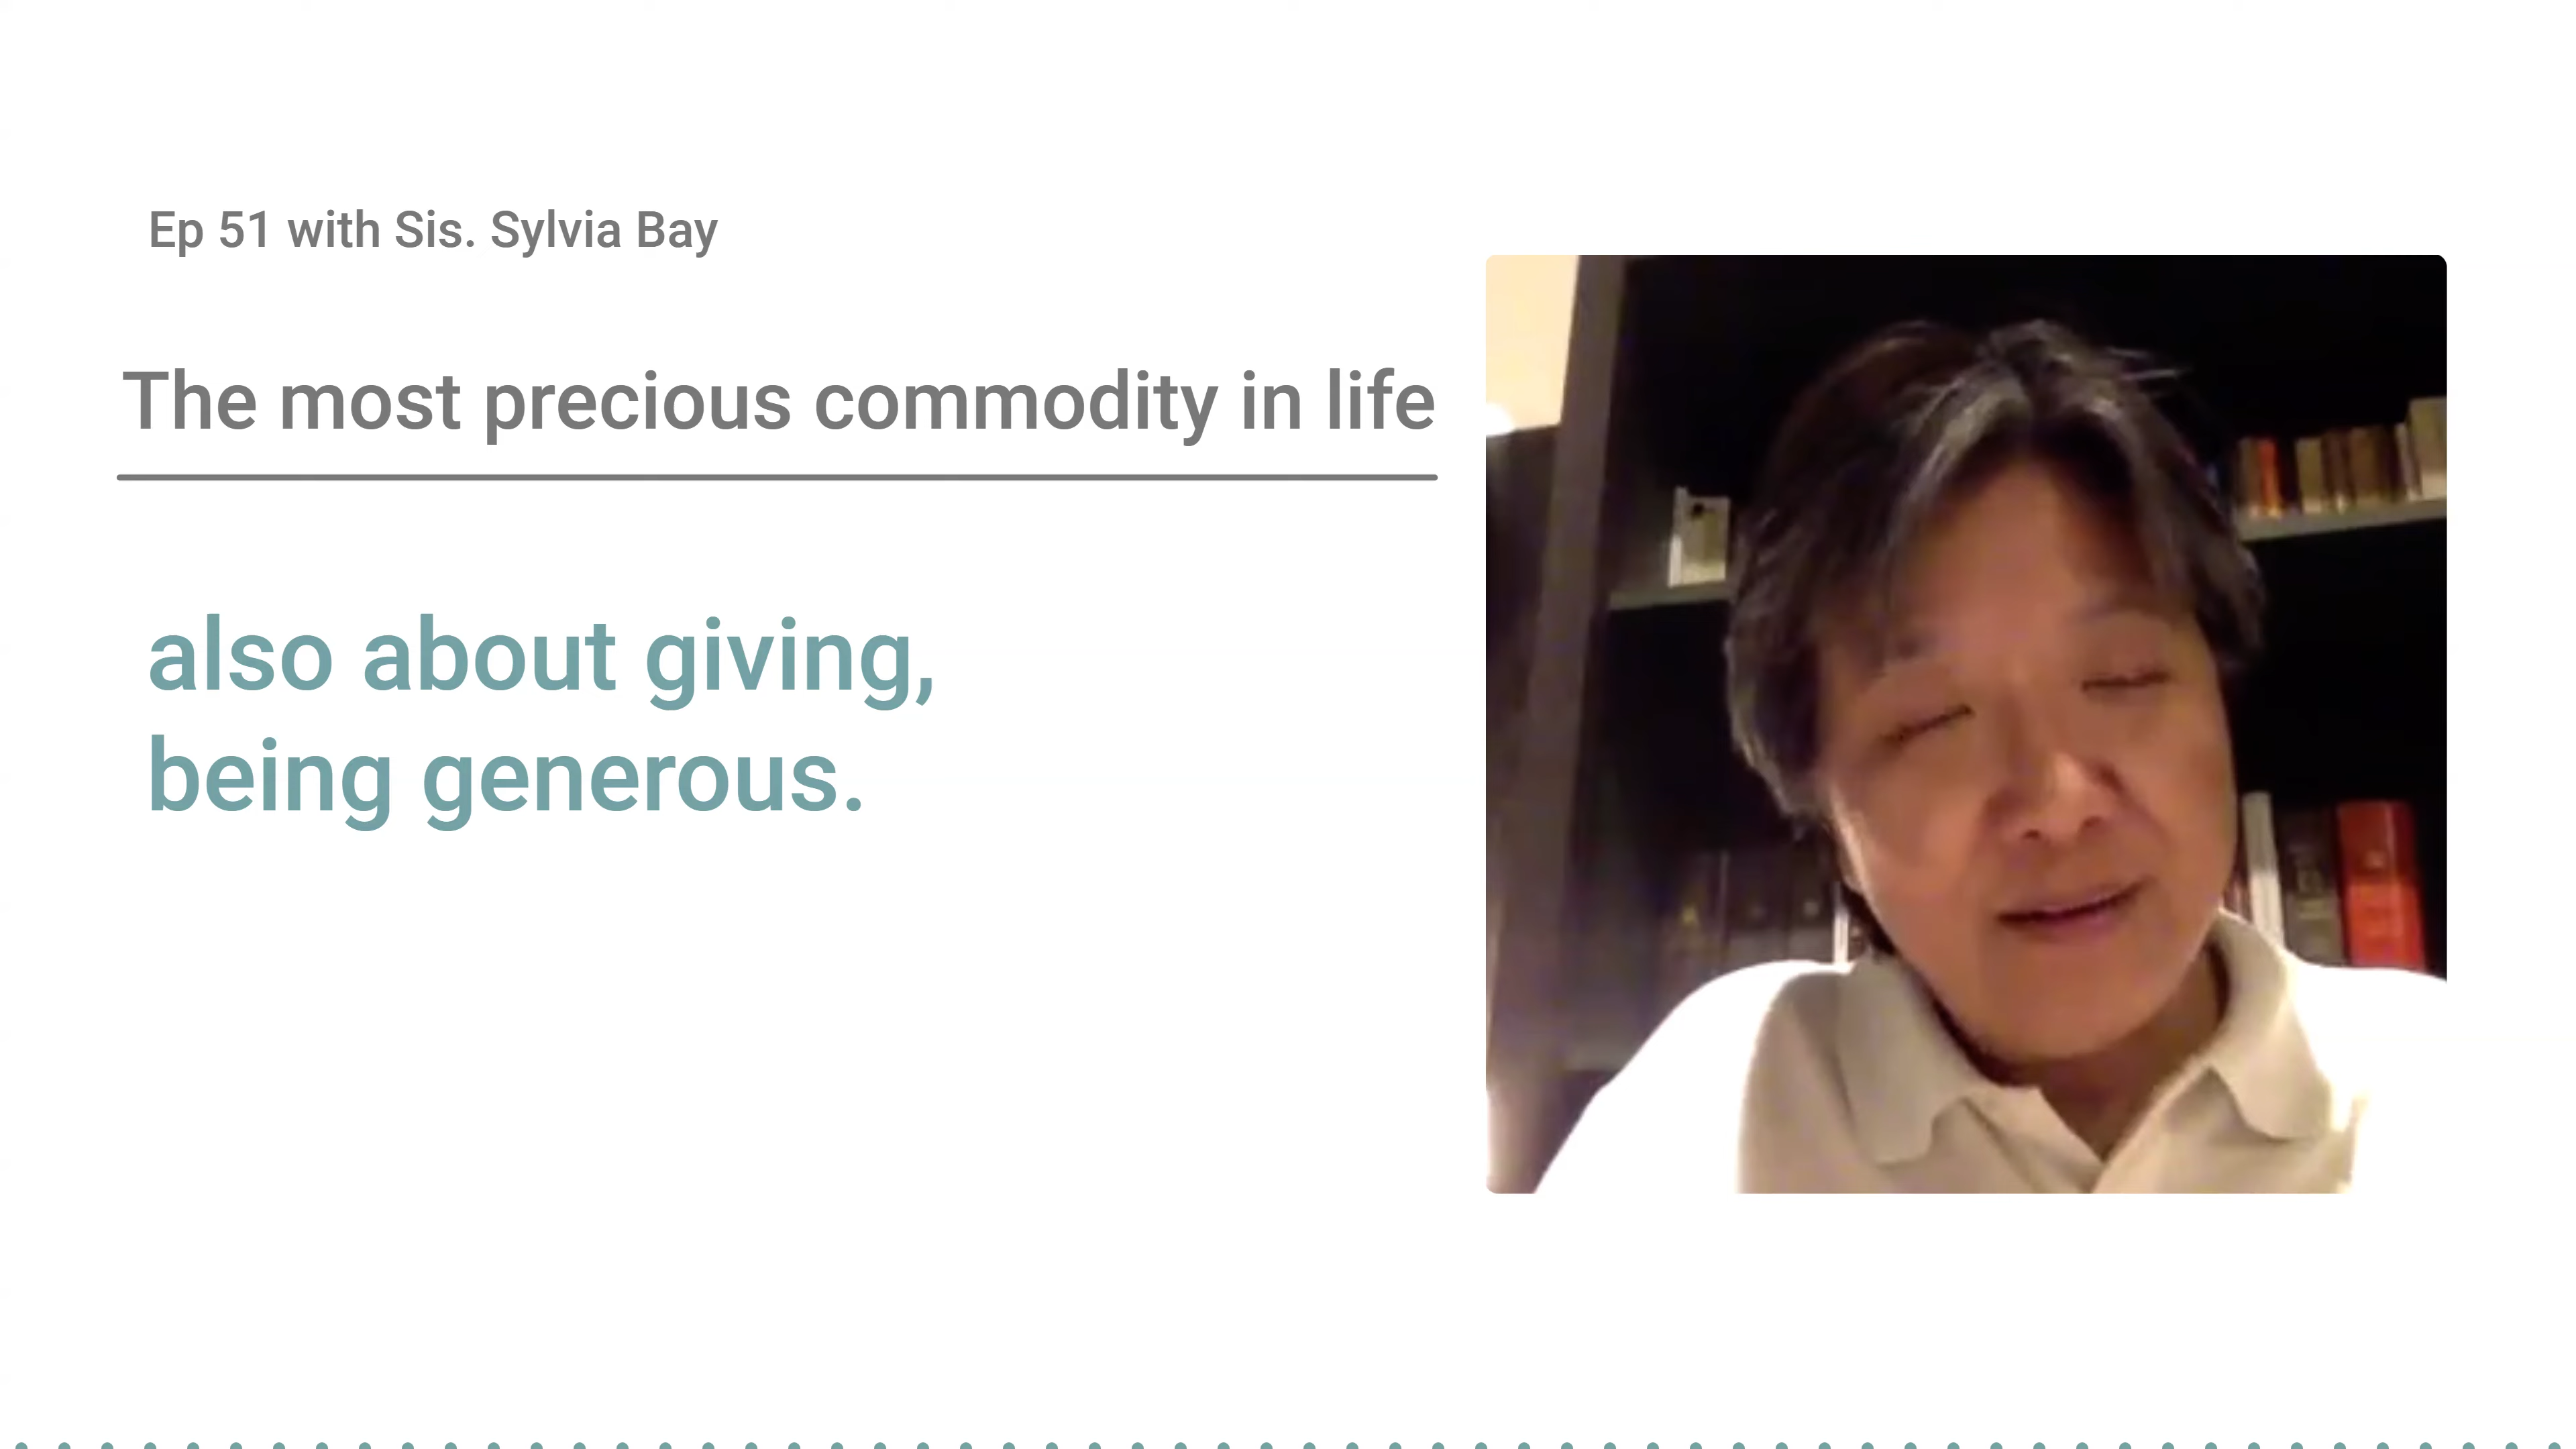 Ep 51 with Sis. Sylvia Bay
The most precious commodity in life
also about giving,
being generous.